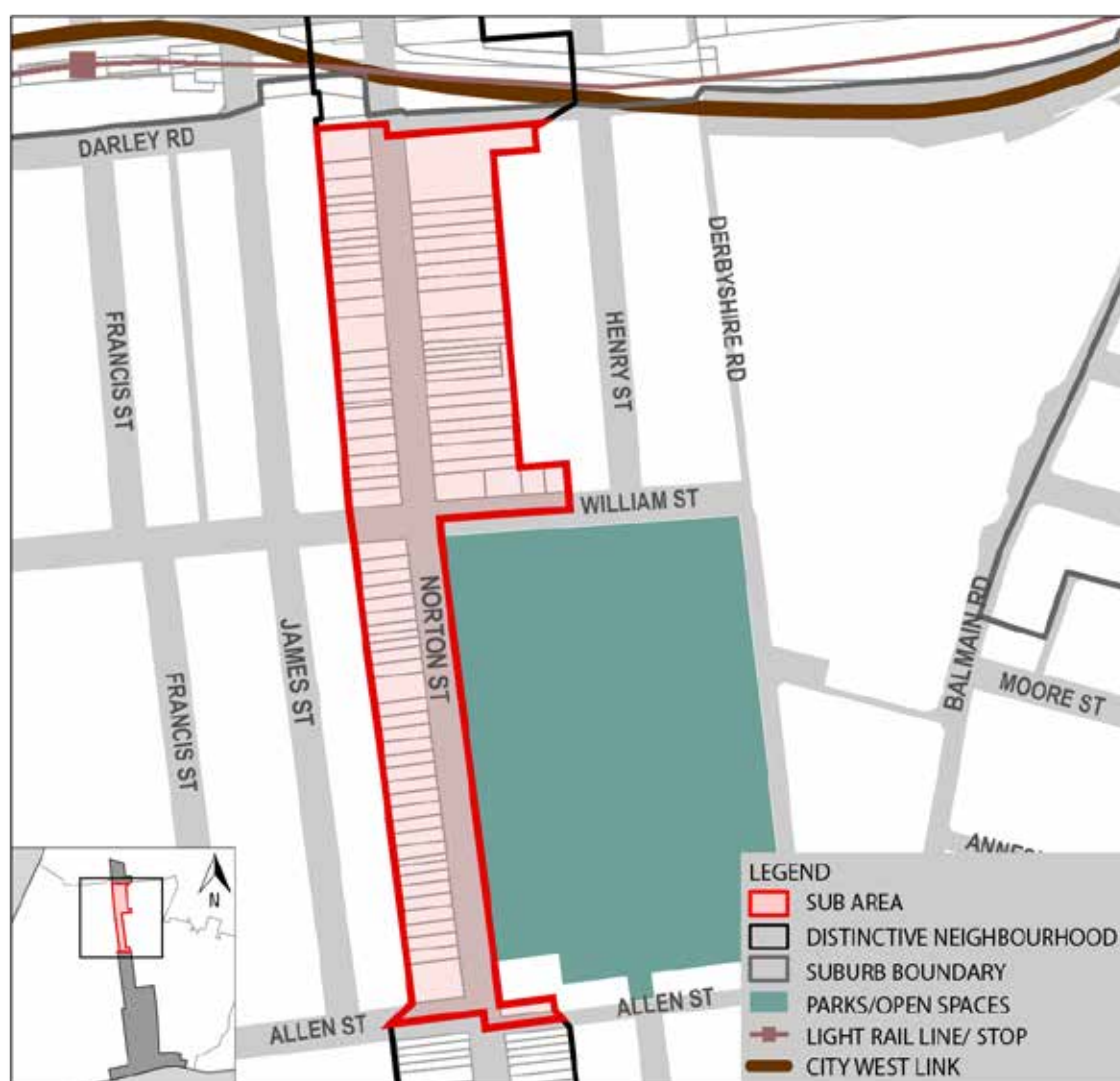 DARLEY RD
FRANCIS ST
HENRY ST
DERBYSHIRE RD
WILLIAM ST
NORTON ST
JAMES ST
FRANCIS ST
BALMAIN RD
MOORE ST
ALLEN ST
ALLEN ST
N
LEGEND
SUB AREA
DISTINCTIVE NEIGHBOURHOOD
SUBURB BOUNDARY
PARKS/OPEN SPACES
LIGHT RAIL LINE/ STOP
CITY WEST LINK